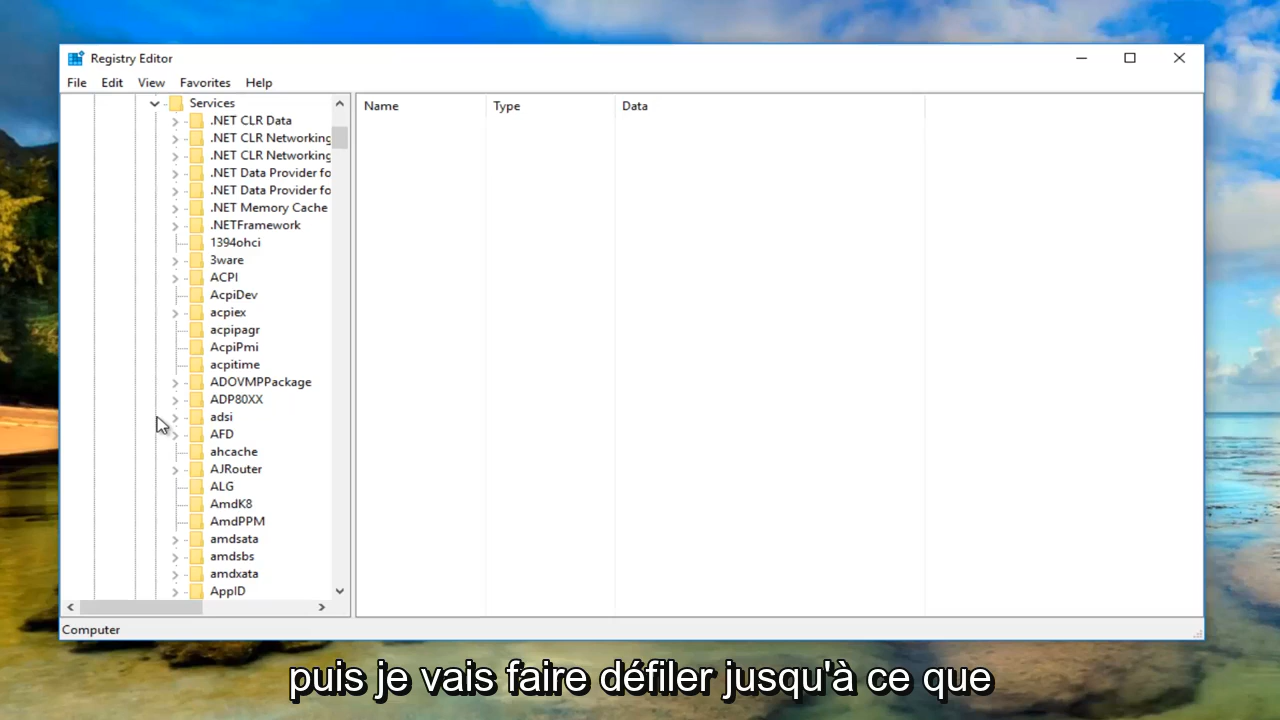 Registry Editor
File Edit View Favorites Help
Services
.NET CLR Data
.NET CLR Networking
.NET CLR Networking
.NET Data Provider fo
.NET Data Provider fo
.NET Memory Cache
.NETFramework
1394ohci
3ware
ACPI
AcpiDev
acpiex
acpipagr
AcpiPmi
acpitime
ADOVMPPackage
ADP80XX
adsi
AFD
ahcache
AJRouter
ALG
AmdK8
AmdPPM
amdsata
amdsbs
amdxata
AppID
Name Type Data
Computer
puis je vais faire défiler jusqu'à ce que